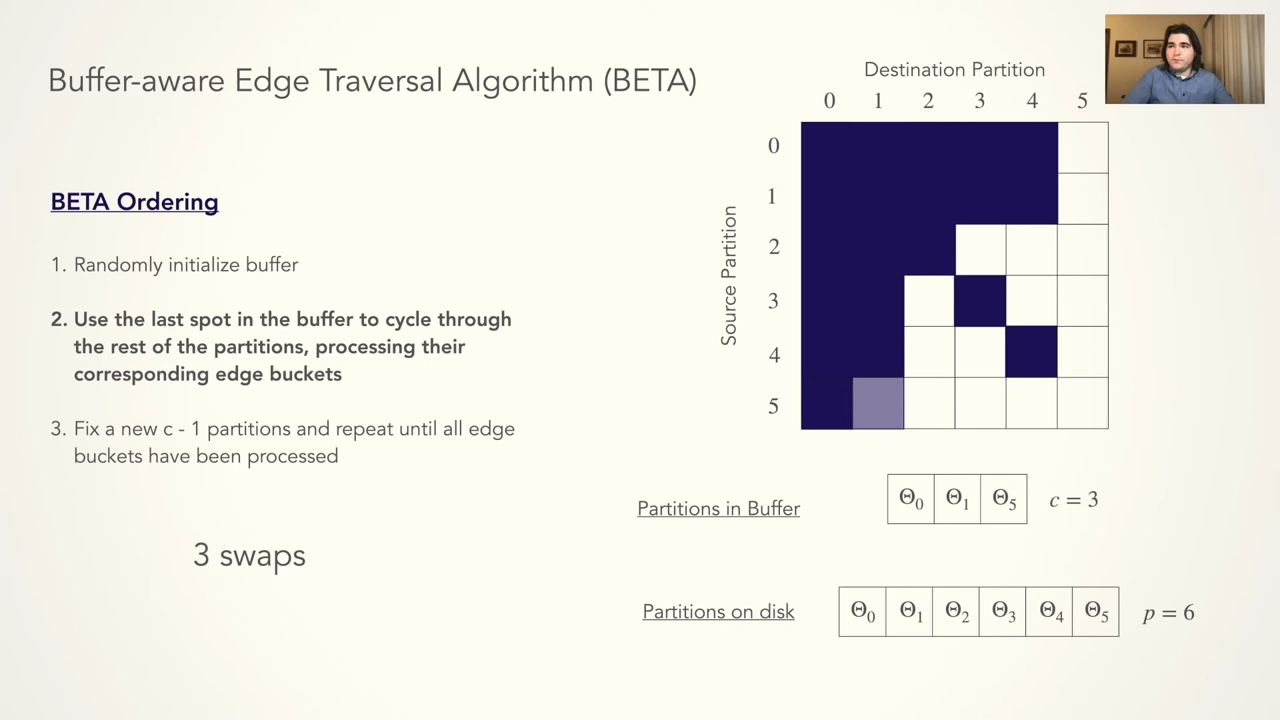 Buffer-aware Edge Traversal Algorithm (BETA)
BETA Ordering
1. Randomly initialize buffer
2. Use the last spot in the buffer to cycle through
the rest of the partitions, processing their
corresponding edge buckets
3. Fix a new c - 1 partitions and repeat until all edge
buckets have been processed
3 swaps
Destination Partition
0 1 2 3 4 5
Source Partition
0
1
2
3
4
5
Partitions in Buffer
Θ0 Θ1 Θ5 c = 3
Partitions on disk
Θ0 Θ1 Θ2 Θ3 Θ4 Θ5 p = 6